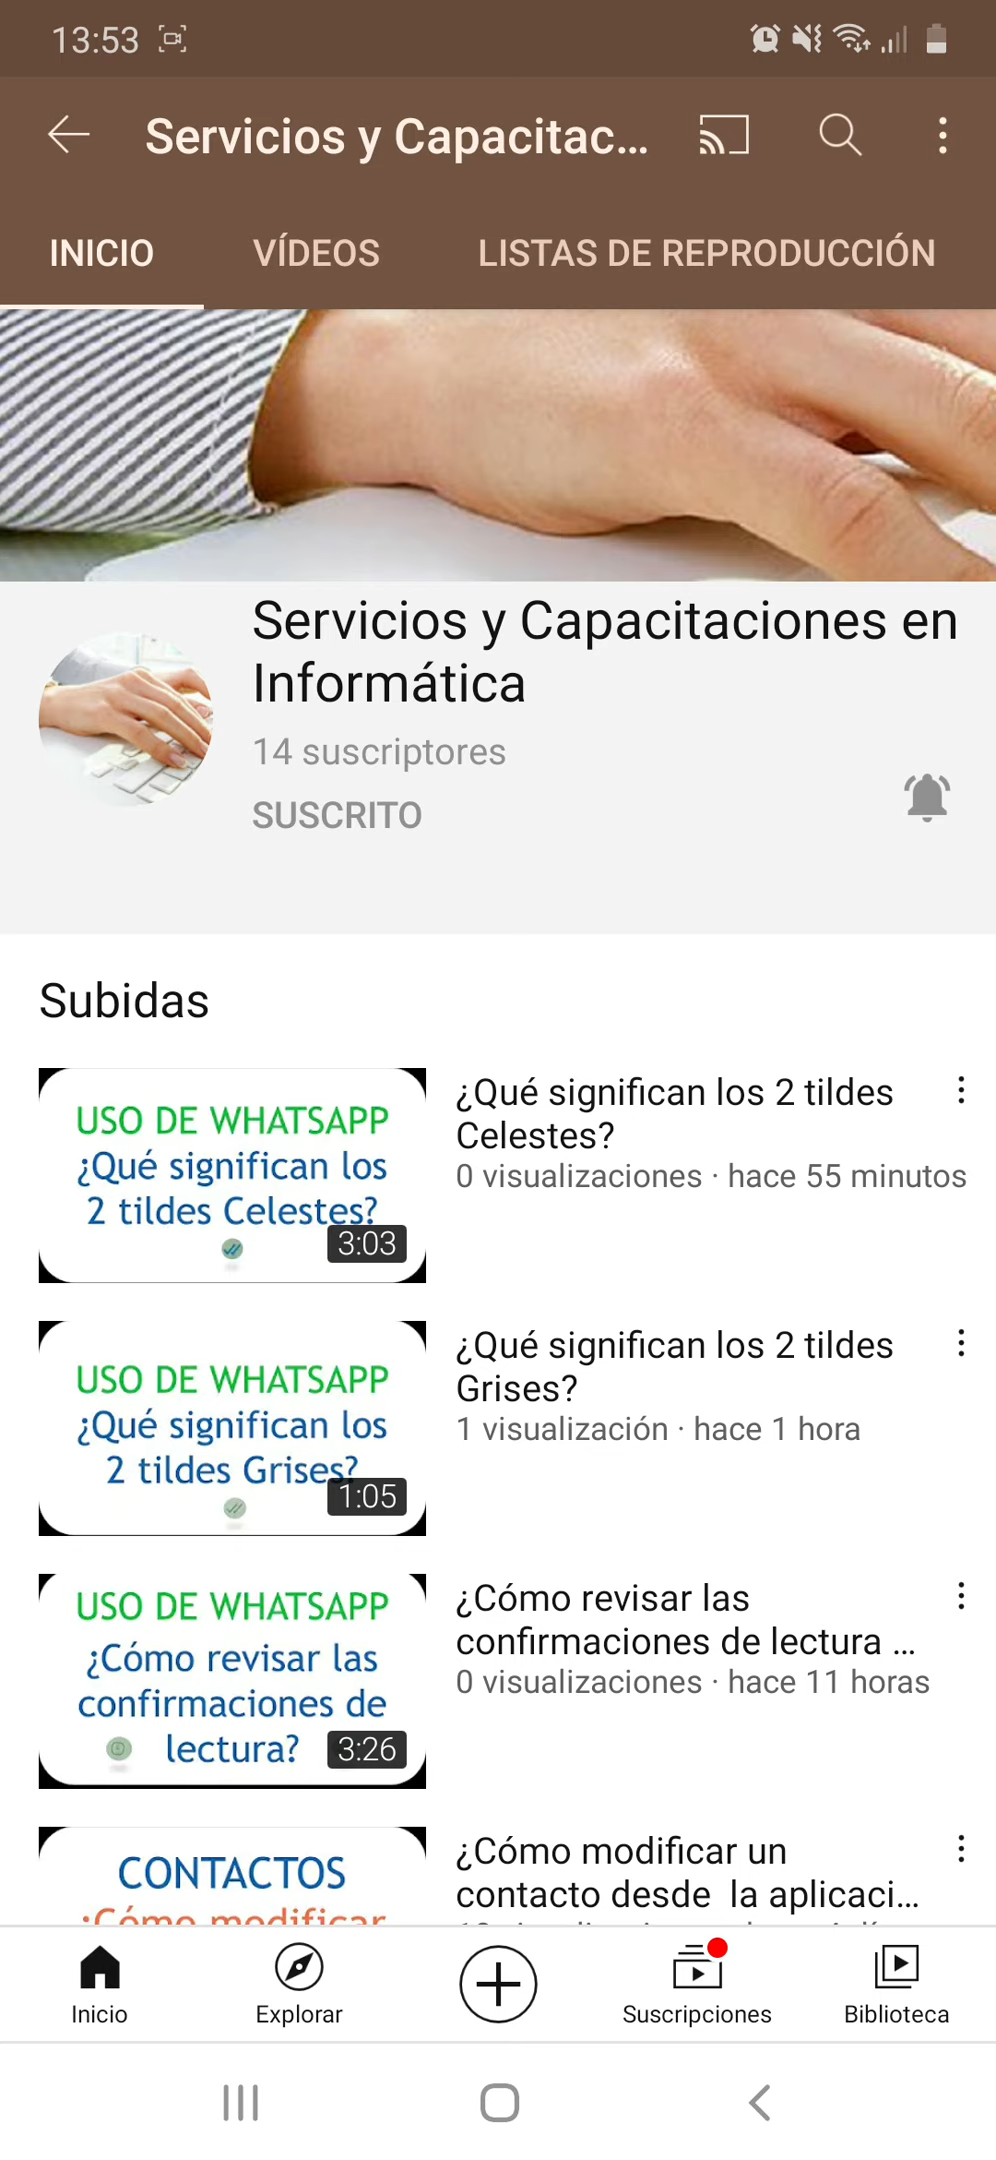 13:53
Servicios y Capacitac...
INICIO
VÍDEOS
LISTAS DE REPRODUCCIÓN
Servicios y Capacitaciones en
Informática
14 suscriptores
SUSCRITO
Subidas
USO DE WHATSAPP
¿Qué significan los
2 tildes Celestes?
3:03
¿Qué significan los 2 tildes
Celestes?
0 visualizaciones · hace 55 minutos
USO DE WHATSAPP
¿Qué significan los
2 tildes Grises?
1:05
¿Qué significan los 2 tildes
Grises?
1 visualización · hace 1 hora
USO DE WHATSAPP
¿Cómo revisar las
confirmaciones de
lectura?
3:26
¿Cómo revisar las
confirmaciones de lectura ...
0 visualizaciones · hace 11 horas
CONTACTOS
¿Cómo modificar
¿Cómo modificar un
contacto desde la aplicaci...
Inicio
Explorar
Suscripciones
Biblioteca